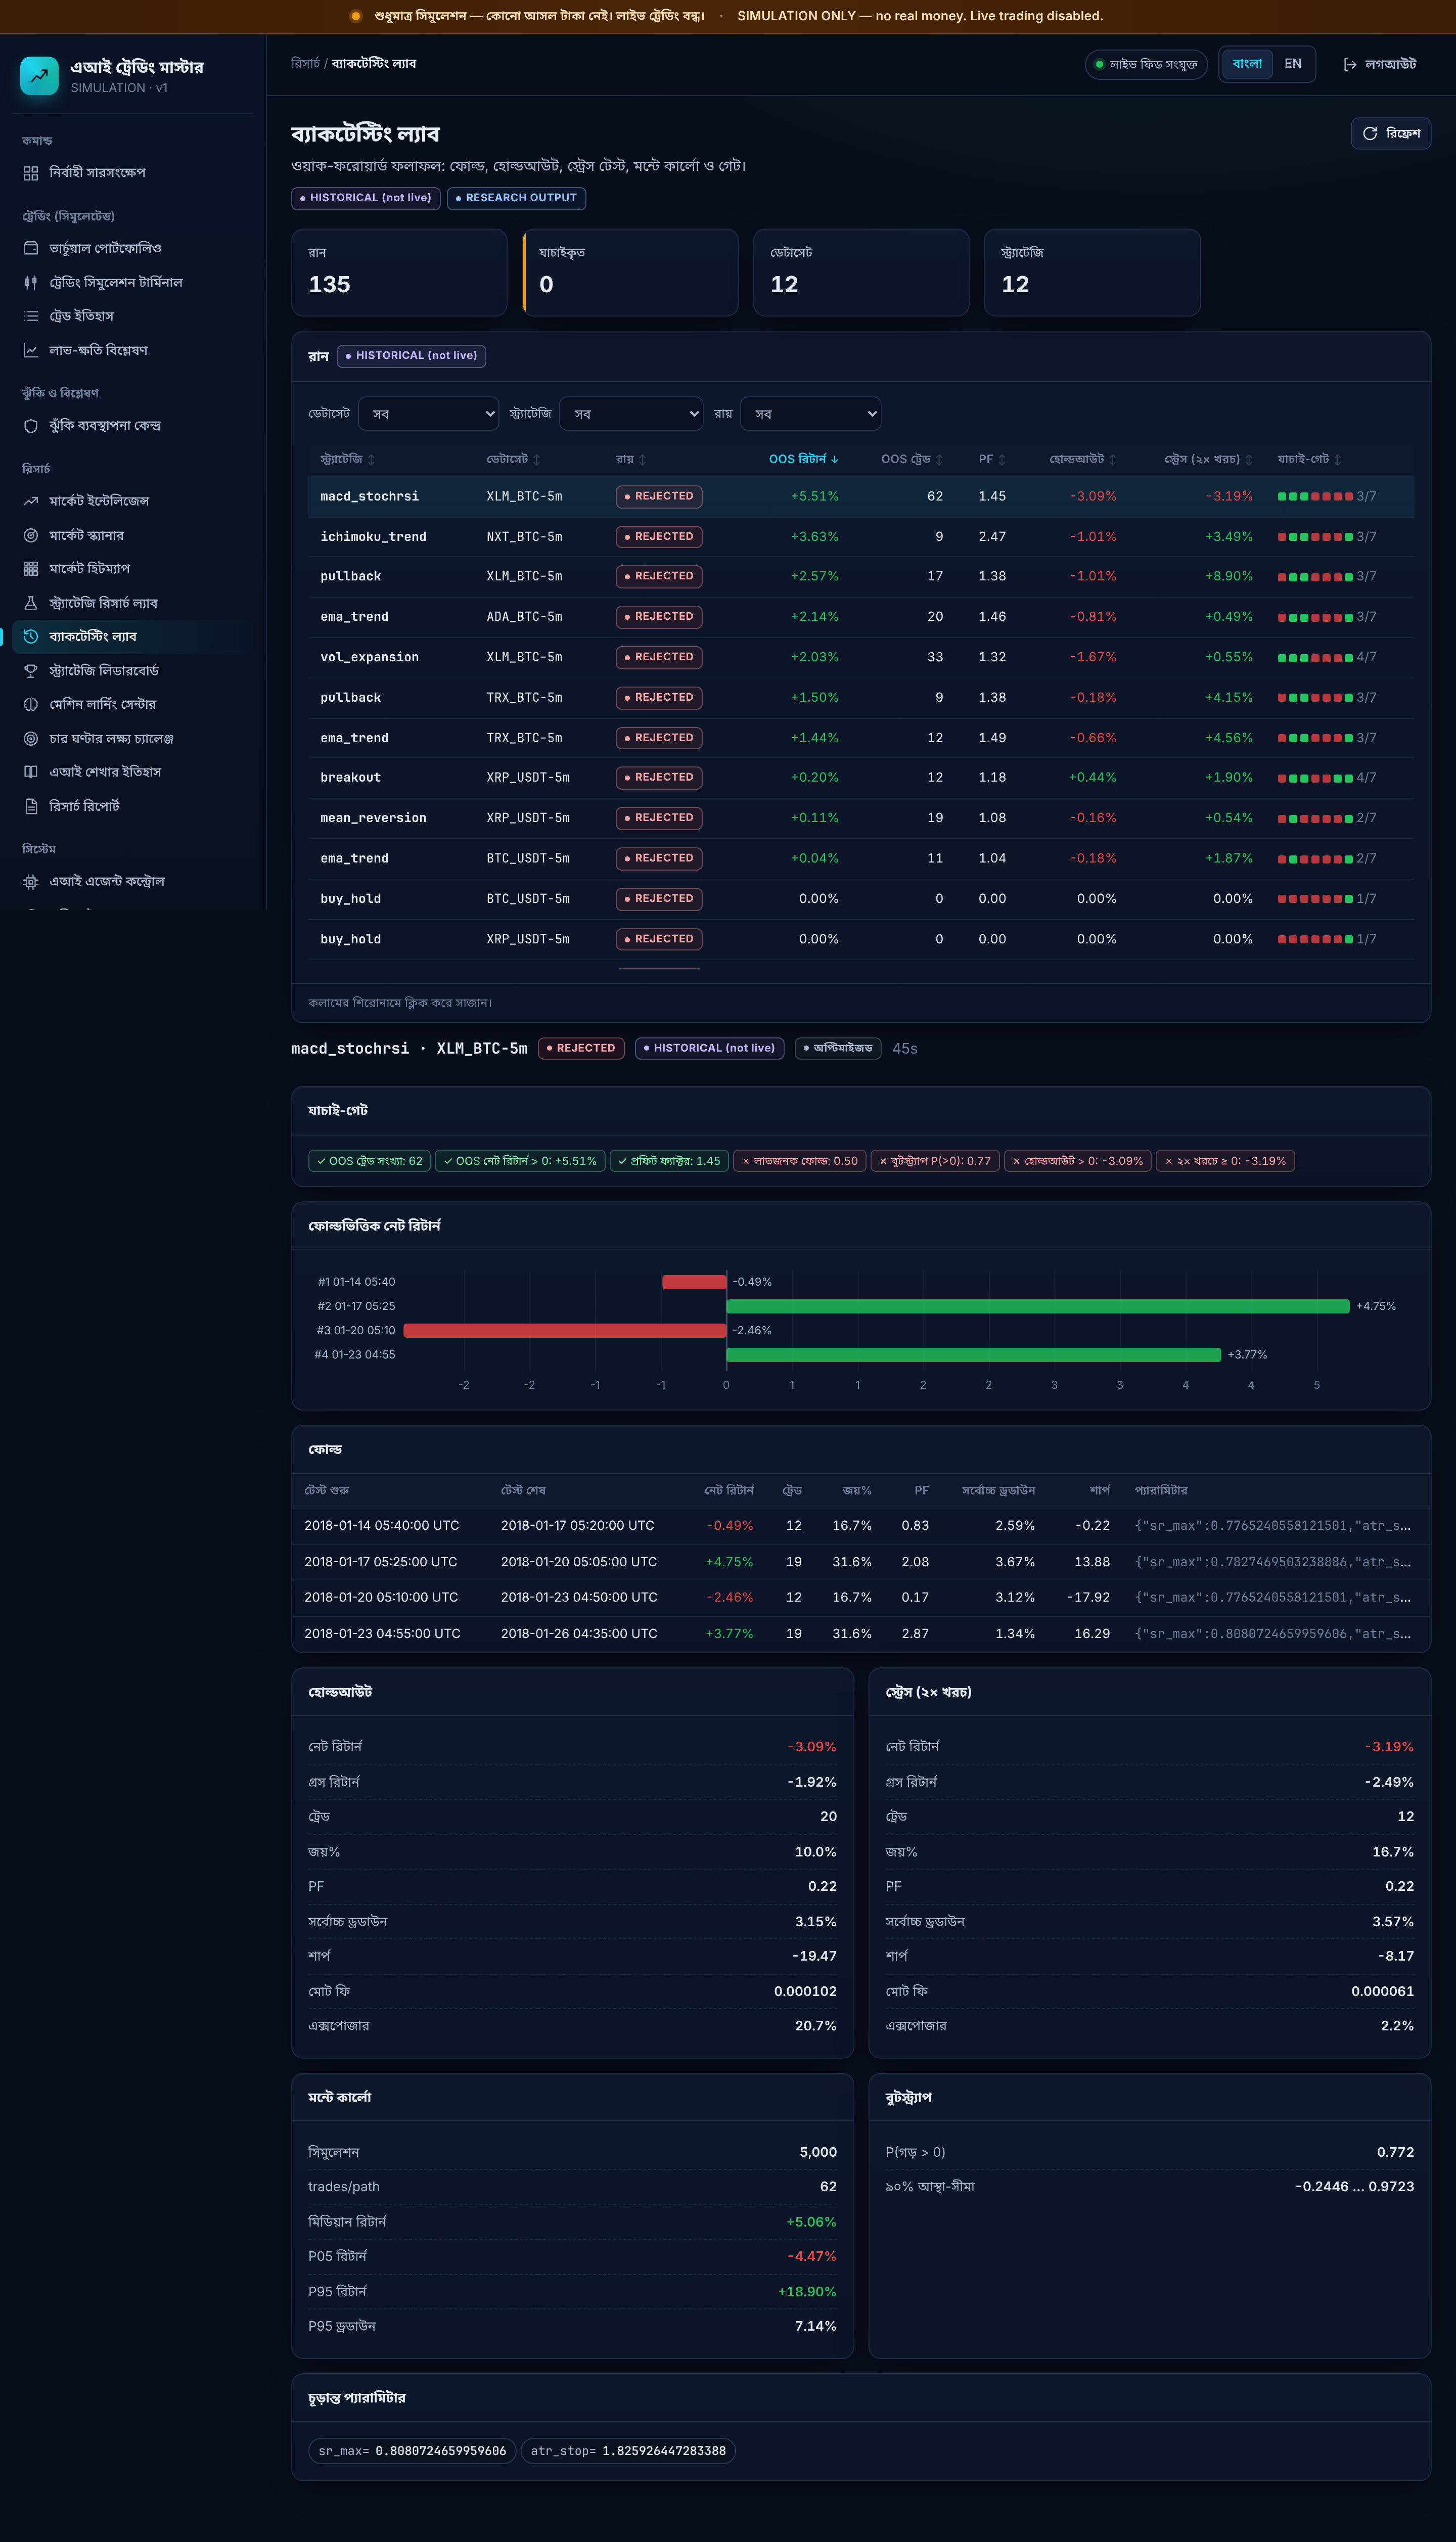 শুধুমাত্র সিমুলেশন — কোনো আসল টাকা নেই। লাইভ ট্রেডিং বন্ধ। · SIMULATION ONLY — no real money. Live trading disabled.
এআই ট্রেডিং মাস্টার
SIMULATION · v1
কমান্ড
নির্বাহী সারসংক্ষেপ
ট্রেডিং (সিমুলেটেড)
ভার্চুয়াল পোর্টফোলিও
ট্রেডিং সিমুলেশন টার্মিনাল
ট্রেড ইতিহাস
লাভ-ক্ষতি বিশ্লেষণ
ঝুঁকি ও বিশ্লেষণ
ঝুঁকি ব্যবস্থাপনা কেন্দ্র
রিসার্চ
মার্কেট ইন্টেলিজেন্স
মার্কেট স্ক্যানার
মার্কেট হিটম্যাপ
স্ট্র্যাটেজি রিসার্চ ল্যাব
ব্যাকটেস্টিং ল্যাব
স্ট্র্যাটেজি লিডারবোর্ড
মেশিন লার্নিং সেন্টার
চার ঘণ্টার লক্ষ্য চ্যালেঞ্জ
এআই শেখার ইতিহাস
রিসার্চ রিপোর্ট
সিস্টেম
এআই এজেন্ট কন্ট্রোল
রিসার্চ / ব্যাকটেস্টিং ল্যাব
লাইভ ফিড সংযুক্ত বাংলা EN লগআউট
ব্যাকটেস্টিং ল্যাব
রিফ্রেশ
ওয়াক-ফরোয়ার্ড ফলাফল: ফোল্ড, হোল্ডআউট, স্ট্রেস টেস্ট, মন্টে কার্লো ও গেট।
HISTORICAL (not live) RESEARCH OUTPUT
রান যাচাইকৃত ডেটাসেট স্ট্র্যাটেজি
135 0 12 12
রান HISTORICAL (not live)
ডেটাসেট সব স্ট্র্যাটেজি সব রায় সব
স্ট্র্যাটেজি ↕ ডেটাসেট ↕ রায় ↕ OOS রিটার্ন ↓ OOS ট্রেড ↕ PF ↕ হোল্ডআউট ↕ স্ট্রেস (২× খরচ) ↕ যাচাই-গেট ↕
macd_stochrsi XLM_BTC-5m REJECTED +5.51% 62 1.45 -3.09% -3.19% 3/7
ichimoku_trend NXT_BTC-5m REJECTED +3.63% 9 2.47 -1.01% +3.49% 3/7
pullback XLM_BTC-5m REJECTED +2.57% 17 1.38 -1.01% +8.90% 3/7
ema_trend ADA_BTC-5m REJECTED +2.14% 20 1.46 -0.81% +0.49% 3/7
vol_expansion XLM_BTC-5m REJECTED +2.03% 33 1.32 -1.67% +0.55% 4/7
pullback TRX_BTC-5m REJECTED +1.50% 9 1.38 -0.18% +4.15% 3/7
ema_trend TRX_BTC-5m REJECTED +1.44% 12 1.49 -0.66% +4.56% 3/7
breakout XRP_USDT-5m REJECTED +0.20% 12 1.18 +0.44% +1.90% 4/7
mean_reversion XRP_USDT-5m REJECTED +0.11% 19 1.08 -0.16% +0.54% 2/7
ema_trend BTC_USDT-5m REJECTED +0.04% 11 1.04 -0.18% +1.87% 2/7
buy_hold BTC_USDT-5m REJECTED 0.00% 0 0.00 0.00% 0.00% 1/7
buy_hold XRP_USDT-5m REJECTED 0.00% 0 0.00 0.00% 0.00% 1/7
কলামের শিরোনামে ক্লিক করে সাজান।
macd_stochrsi · XLM_BTC-5m REJECTED HISTORICAL (not live) অপ্টিমাইজড 45s
যাচাই-গেট
✓ OOS ট্রেড সংখ্যা: 62 ✓ OOS নেট রিটার্ন > 0: +5.51% ✓ প্রফিট ফ্যাক্টর: 1.45 × লাভজনক ফোল্ড: 0.50 × বুটস্ট্র্যাপ P(>0): 0.77 × হোল্ডআউট > 0: -3.09% × ২× খরচে ≥ 0: -3.19%
ফোল্ডভিত্তিক নেট রিটার্ন
#1 01-14 05:40 -0.49%
#2 01-17 05:25 +4.75%
#3 01-20 05:10 -2.46%
#4 01-23 04:55 +3.77%
-2 -2 -1 -1 0 1 1 2 2 3 3 4 4 5
ফোল্ড
টেস্ট শুরু টেস্ট শেষ নেট রিটার্ন ট্রেড জয়% PF সর্বোচ্চ ড্রডাউন শার্প প্যারামিটার
2018-01-14 05:40:00 UTC 2018-01-17 05:20:00 UTC -0.49% 12 16.7% 0.83 2.59% -0.22 {"sr_max":0.7765240558121501,"atr_s...
2018-01-17 05:25:00 UTC 2018-01-20 05:05:00 UTC +4.75% 19 31.6% 2.08 3.67% 13.88 {"sr_max":0.7827469503238886,"atr_s...
2018-01-20 05:10:00 UTC 2018-01-23 04:50:00 UTC -2.46% 12 16.7% 0.17 3.12% -17.92 {"sr_max":0.7765240558121501,"atr_s...
2018-01-23 04:55:00 UTC 2018-01-26 04:35:00 UTC +3.77% 19 31.6% 2.87 1.34% 16.29 {"sr_max":0.8080724659959606,"atr_s...
হোল্ডআউট
নেট রিটার্ন -3.09%
গ্রস রিটার্ন -1.92%
ট্রেড 20
জয়% 10.0%
PF 0.22
সর্বোচ্চ ড্রডাউন 3.15%
শার্প -19.47
মোট ফি 0.000102
এক্সপোজার 20.7%
স্ট্রেস (২× খরচ)
নেট রিটার্ন -3.19%
গ্রস রিটার্ন -2.49%
ট্রেড 12
জয়% 16.7%
PF 0.22
সর্বোচ্চ ড্রডাউন 3.57%
শার্প -8.17
মোট ফি 0.000061
এক্সপোজার 2.2%
মন্টে কার্লো
সিমুলেশন 5,000
trades/path 62
মিডিয়ান রিটার্ন +5.06%
P05 রিটার্ন -4.47%
P95 রিটার্ন +18.90%
P95 ড্রডাউন 7.14%
বুটস্ট্র্যাপ
P(গড় > 0) 0.772
৯০% আস্থা-সীমা -0.2446 ... 0.9723
চূড়ান্ত প্যারামিটার
sr_max= 0.8080724659959606 atr_stop= 1.825926447283388